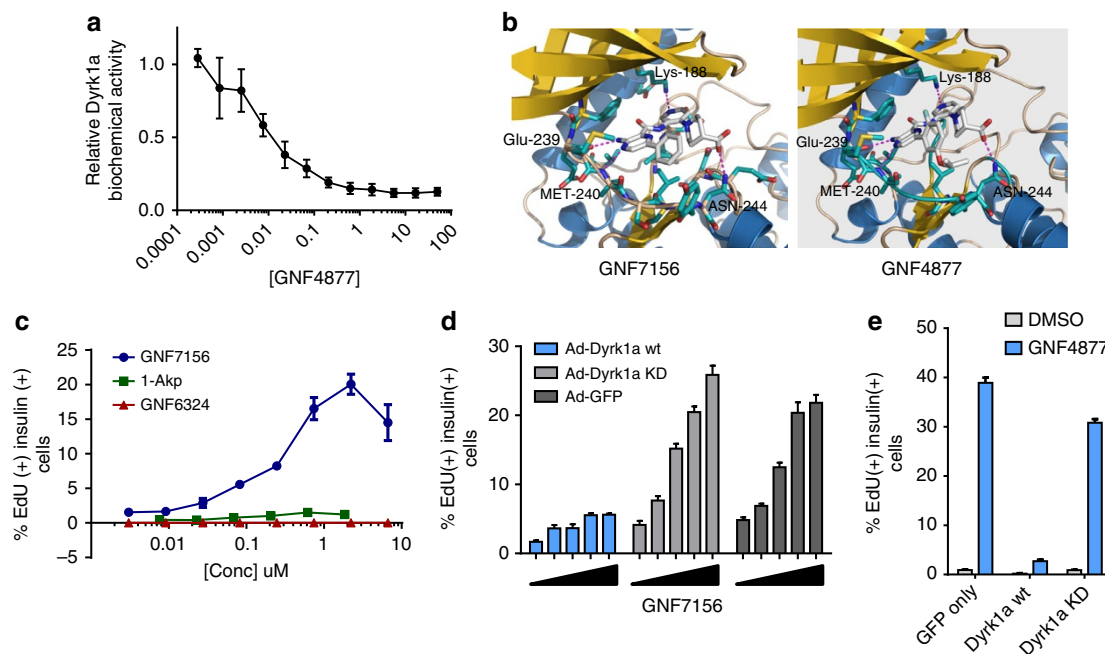 a
Relative Dyrk1a
biochemical activity
1.0
0.5
0.0
0.0001
0.001
0.01
0.1
1
10
100
[GNF4877]
b
Lys-188
Glu-239
MET-240
ASN-244
GNF7156
Lys-188
Glu-239
MET-240
ASN-244
GNF4877
c
% EdU (+) insulin(+)
cells
25
20
15
10
5
0
−5
GNF7156
1-Akp
GNF6324
0.01
0.1
1
10
[Conc] uM
d
% EdU(+) insulin(+)
cells
30
20
10
0
Ad-Dyrk1a wt
Ad-Dyrk1a KD
Ad-GFP
GNF7156
e
% EdU(+) insulin(+)
cells
50
40
30
20
10
0
DMSO
GNF4877
GFP only
Dyrk1a wt
Dyrk1a KD